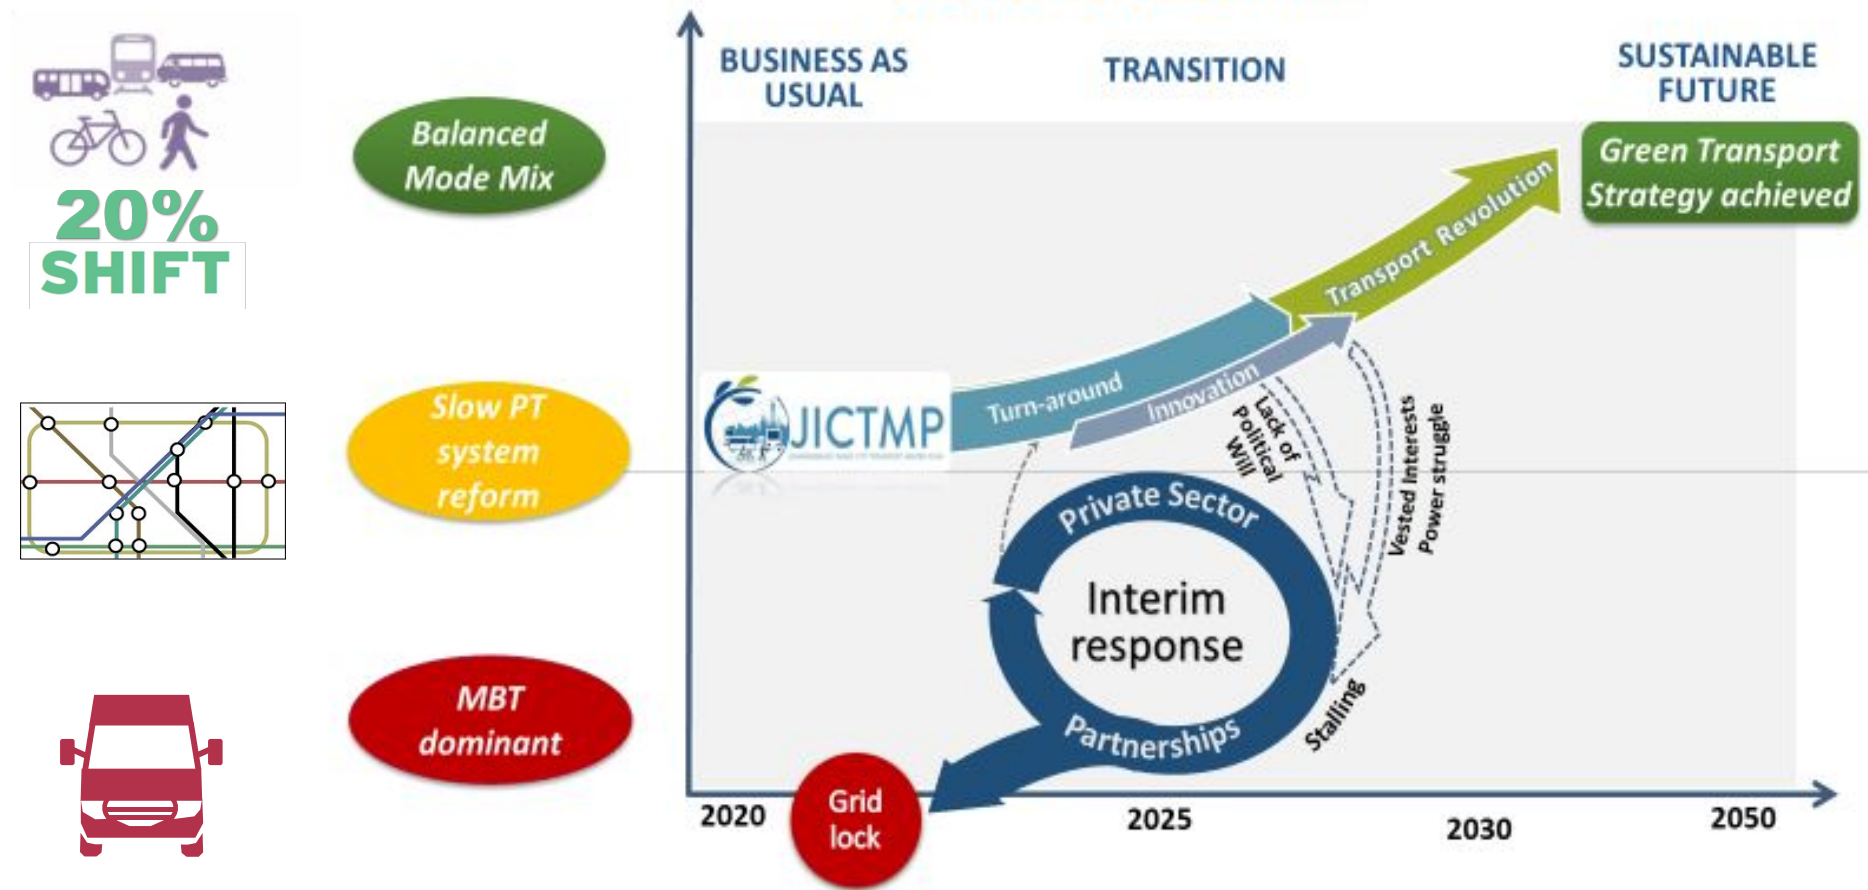 20%
SHIFT
Balanced
Mode Mix
Slow PT
system
reform
MBT
dominant
BUSINESS AS
USUAL
TRANSITION
SUSTAINABLE
FUTURE
Green Transport
Strategy achieved
Transport Revolution
Turn-around
Innovation
JICTMP
Lack of
Political
Will
Vested Interests
Power struggle
Stalling
Private Sector
Interim
response
Partnerships
Grid
lock
2020
2025
2030
2050